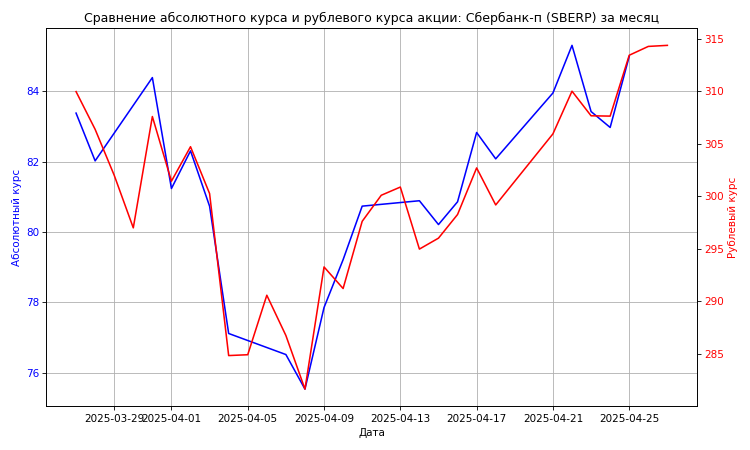 Сравнение абсолютного курса и рублевого курса акции: Сбербанк-п (SBERP) за месяц
Абсолютный курс
84
82
80
78
76
315
310
305
300
295
290
285
Рублевый курс
2025-03-29 2025-04-01 2025-04-05 2025-04-09 2025-04-13 2025-04-17 2025-04-21 2025-04-25
Дата